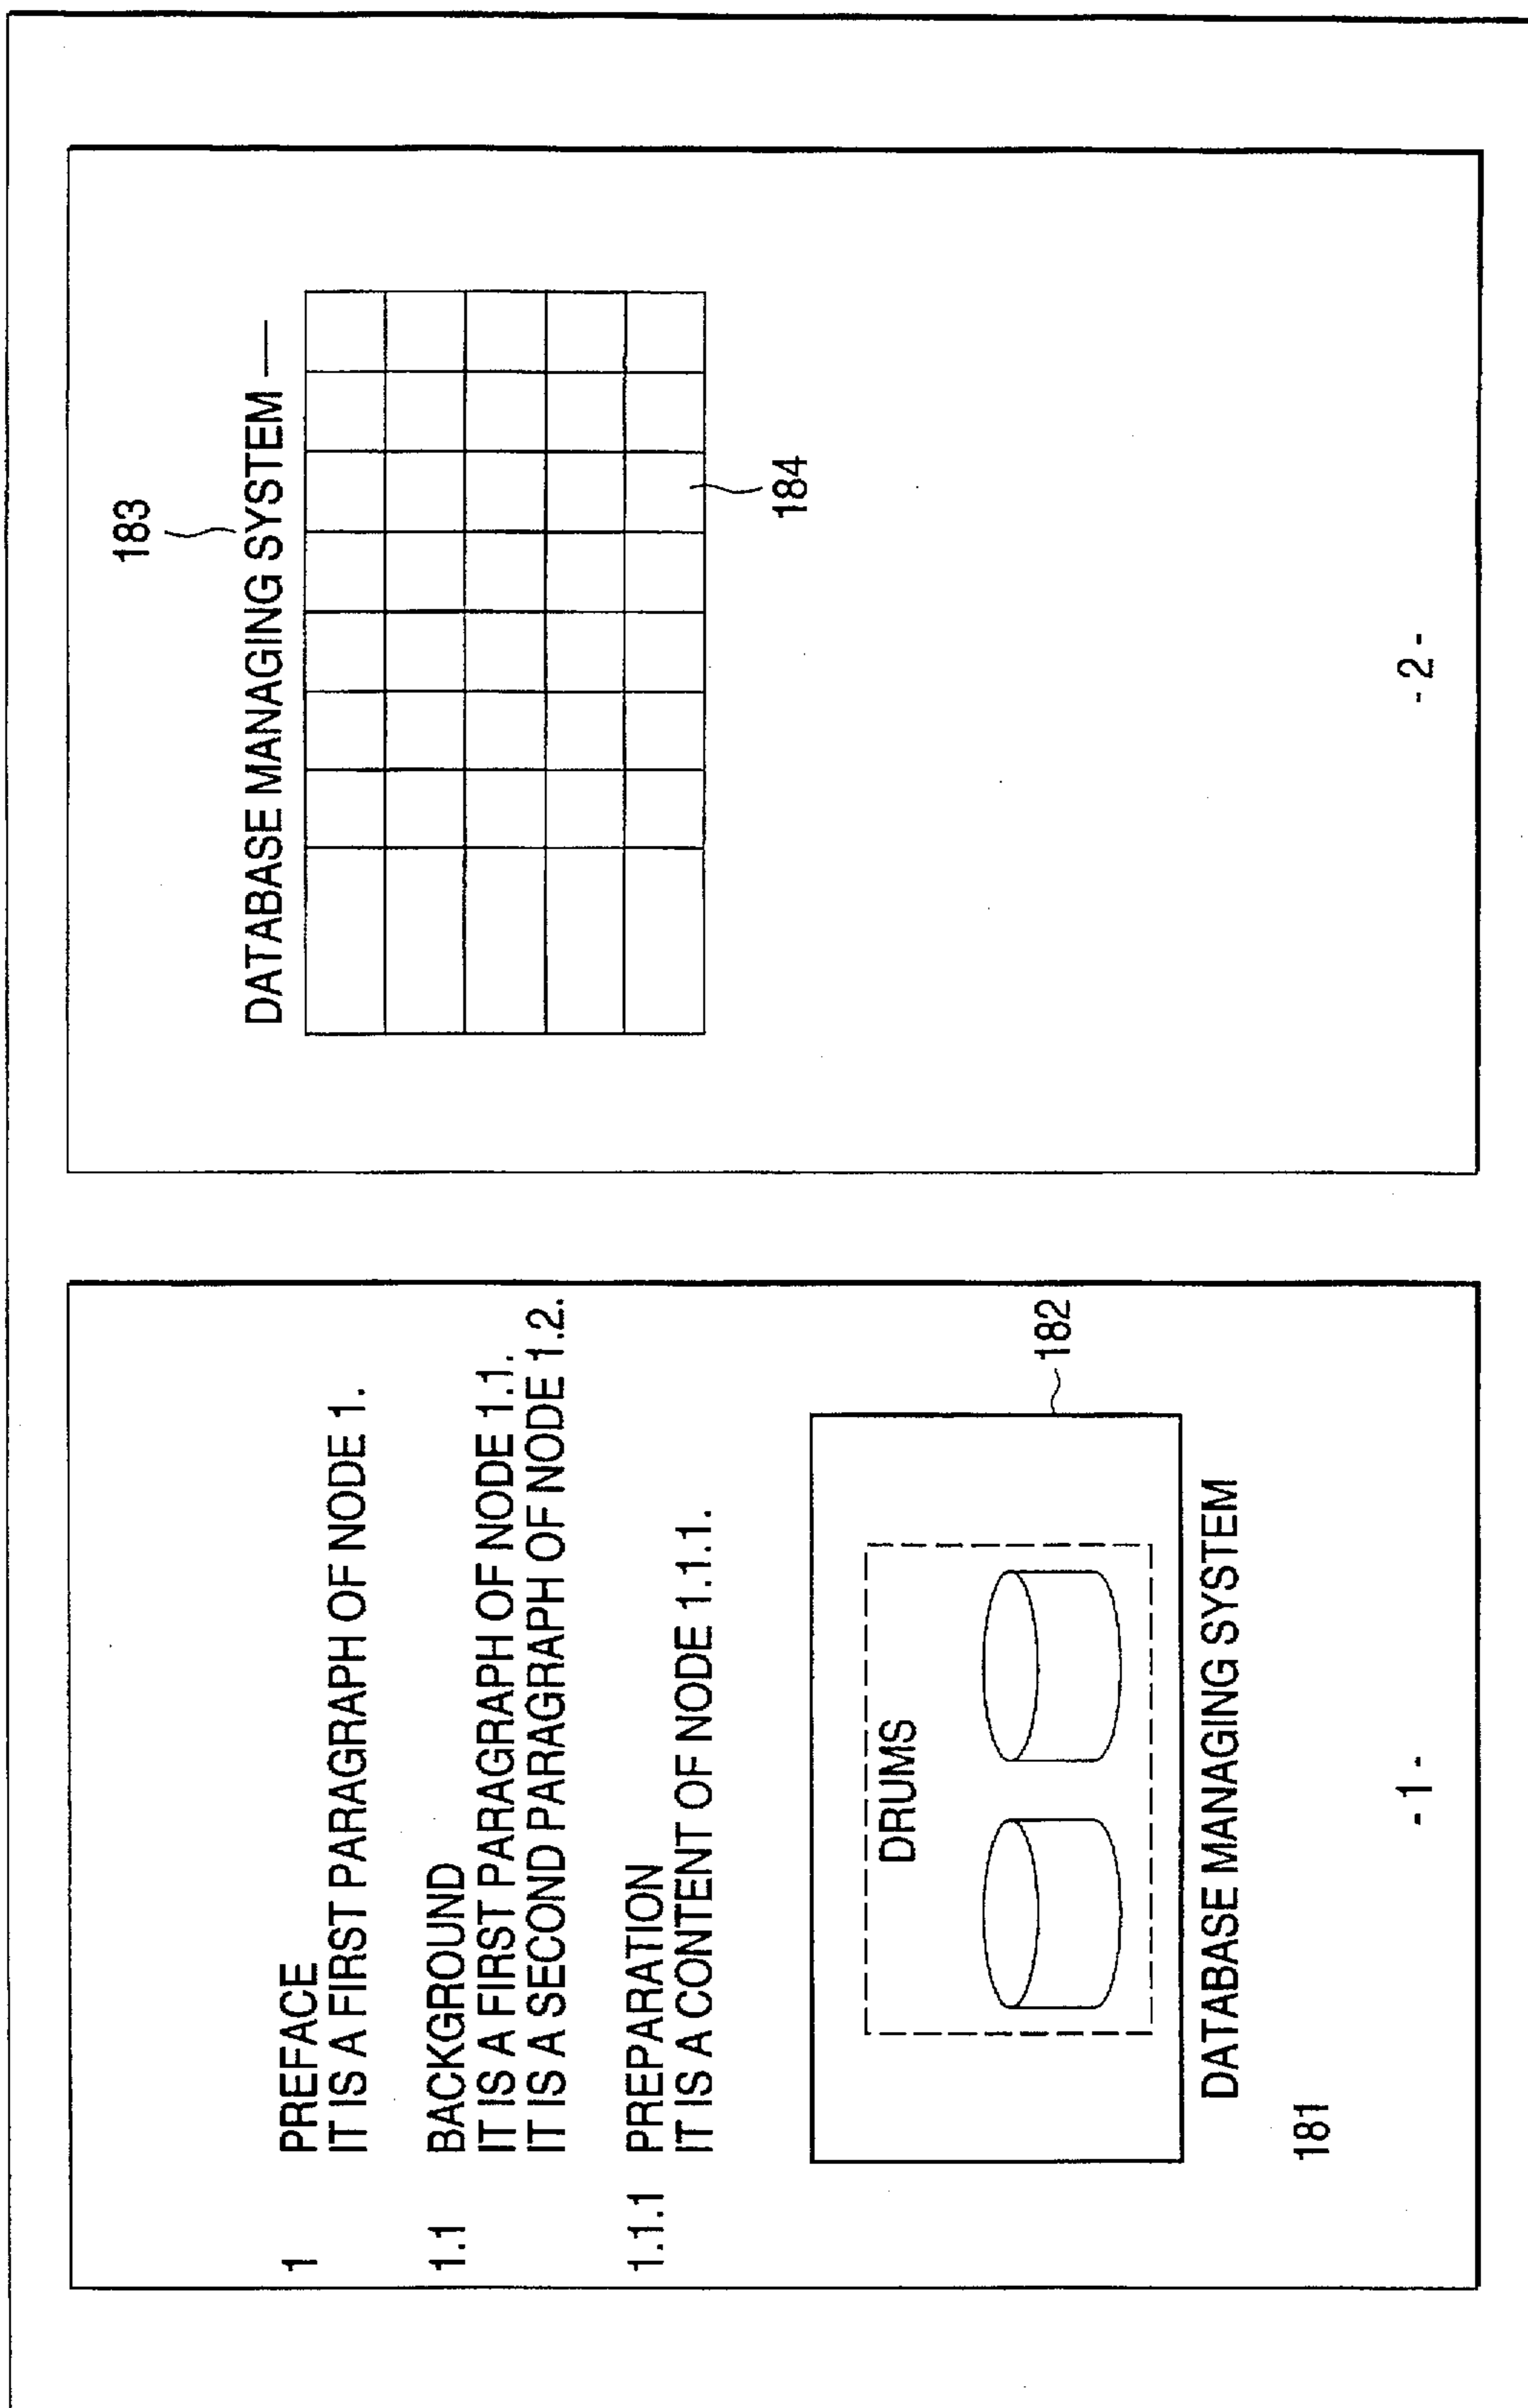 1 PREFACE
IT IS A FIRST PARAGRAPH OF NODE 1.
1.1 BACKGROUND
IT IS A FIRST PARAGRAPH OF NODE 1.1.
IT IS A SECOND PARAGRAPH OF NODE 1.2.
1.1.1 PREPARATION
IT IS A CONTENT OF NODE 1.1.1.
DRUMS
182
DATABASE MANAGING SYSTEM
181
- 1 -
183
DATABASE MANAGING SYSTEM —
184
- 2 -